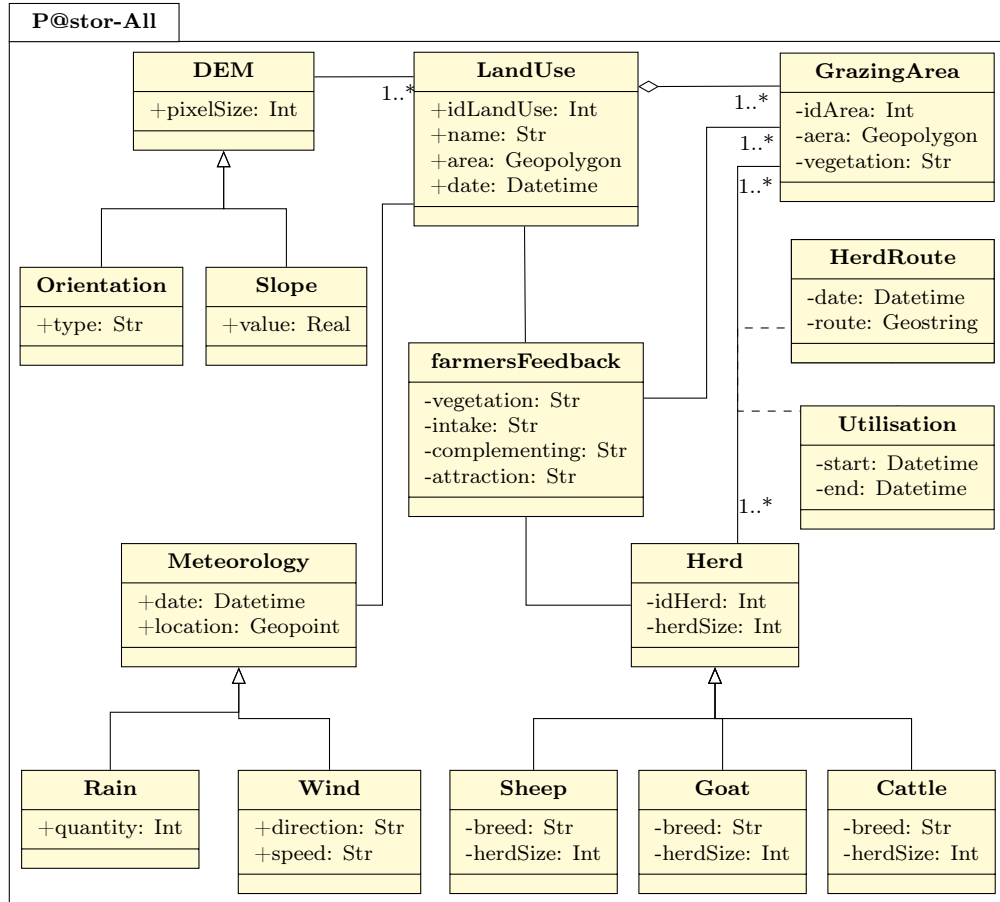 P@stor-All
DEM
+pixelSize: Int
LandUse
+idLandUse: Int
+name: Str
+area: Geopolygon
+date: Datetime
GrazingArea
-idArea: Int
-aera: Geopolygon
-vegetation: Str
1..*
1..*
1..*
1..*
Orientation
+type: Str
Slope
+value: Real
HerdRoute
-date: Datetime
-route: Geostring
farmersFeedback
-vegetation: Str
-intake: Str
-complementing: Str
-attraction: Str
Utilisation
-start: Datetime
-end: Datetime
1..*
Meteorology
+date: Datetime
+location: Geopoint
Herd
-idHerd: Int
-herdSize: Int
Rain
+quantity: Int
Wind
+direction: Str
+speed: Str
Sheep
-breed: Str
-herdSize: Int
Goat
-breed: Str
-herdSize: Int
Cattle
-breed: Str
-herdSize: Int